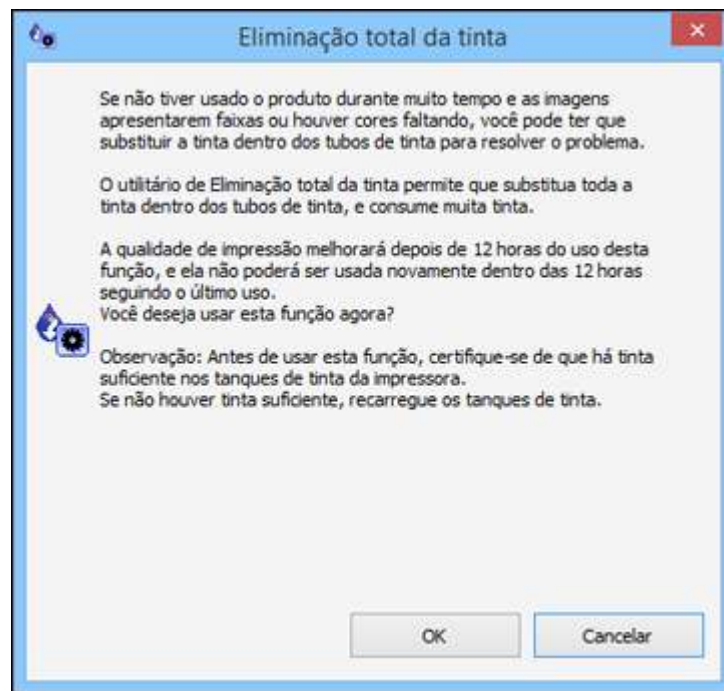 Eliminação total da tinta
Se não tiver usado o produto durante muito tempo e as imagens
apresentarem faixas ou houver cores faltando, você pode ter que
substituir a tinta dentro dos tubos de tinta para resolver o problema.
O utilitário de Eliminação total da tinta permite que substitua toda a
tinta dentro dos tubos de tinta, e consume muita tinta.
A qualidade de impressão melhorará depois de 12 horas do uso desta
função, e ela não poderá ser usada novamente dentro das 12 horas
seguindo o último uso.
Você deseja usar esta função agora?
Observação: Antes de usar esta função, certifique-se de que há tinta
suficiente nos tanques de tinta da impressora.
Se não houver tinta suficiente, recarregue os tanques de tinta.
OK
Cancelar